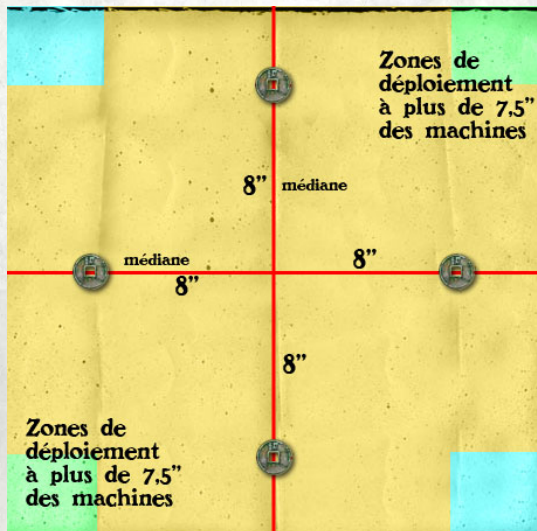 Zones de
déploiement
à plus de 7,5”
des machines
8” médiane
médiane
8”
8”
8”
Zones de
déploiement
à plus de 7,5”
des machines